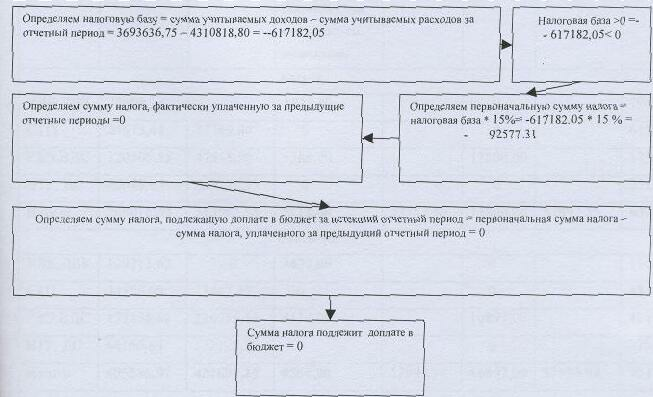 Определяем налоговую базу = сумма учитываемых доходов – сумма учитываемых расходов за
отчетный период = 3693636,75 – 4310818,80 = --617182,05
Налоговая база >0 =-
- 617182,05< 0
Определяем первоначальную сумму налога =
налоговая база * 15%= -617182.05 * 15 % =
- 92577.31
Определяем сумму налога, фактически уплаченную за предыдущие
отчетные периоды =0
Определяем сумму налога, подлежащую доплате в бюджет за истекший отчетный период = первоначальная сумма налога –
сумма налога, уплаченного за предыдущий отчетный период = 0
Сумма налога подлежит доплате в
бюджет = 0